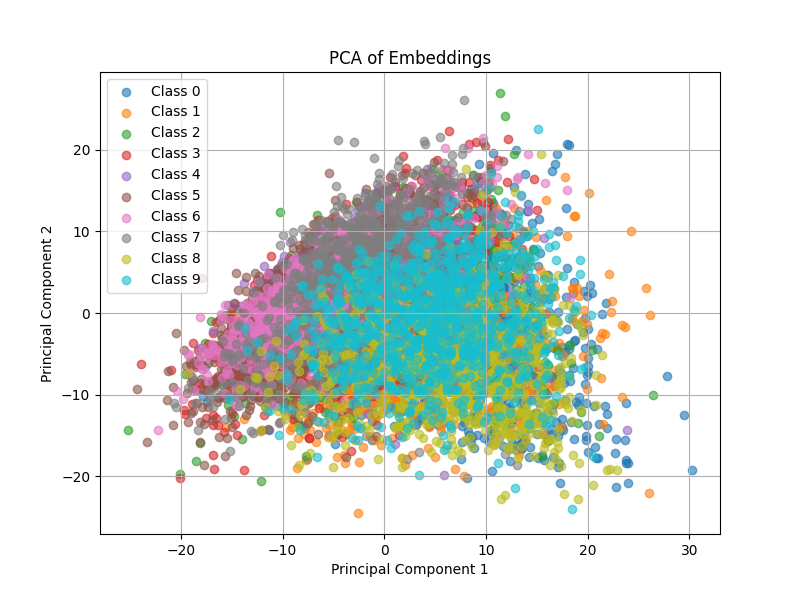 PCA of Embeddings
Class 0
Class 1
Class 2
Class 3
Class 4
Class 5
Class 6
Class 7
Class 8
Class 9
Principal Component 2
20
10
0
−10
−20
−20 −10 0 10 20 30
Principal Component 1